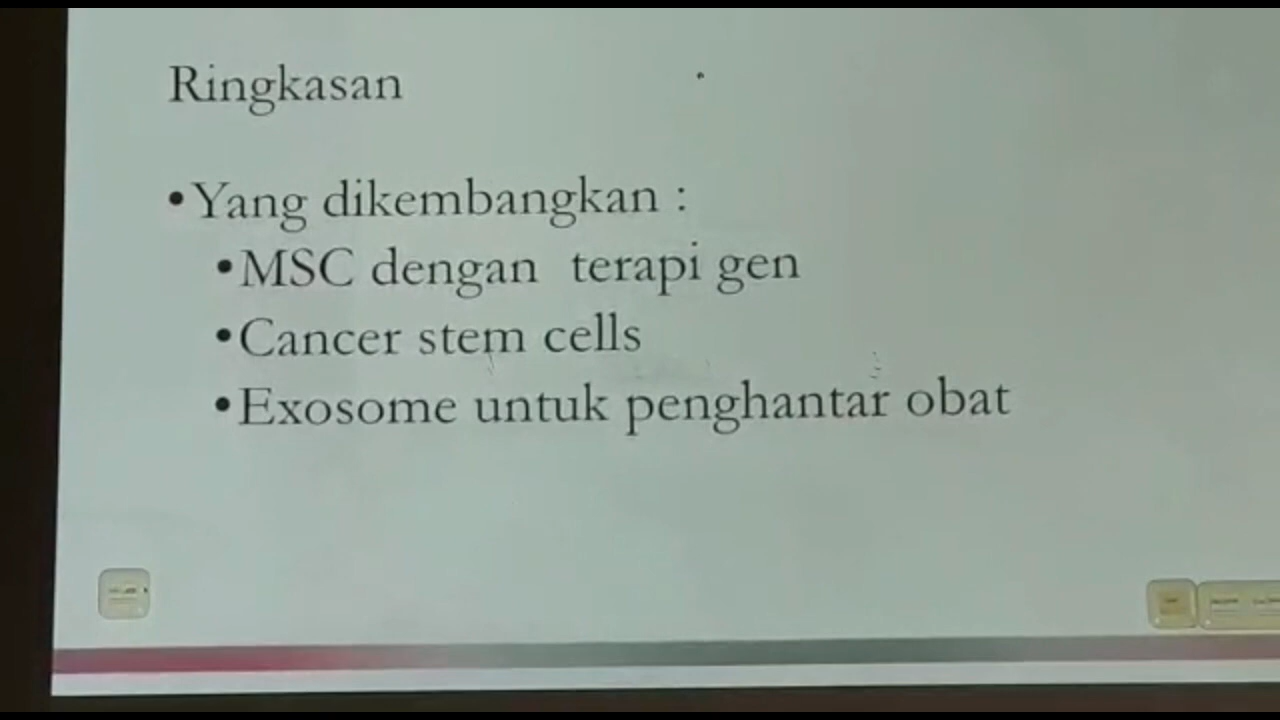 Ringkasan
•Yang dikembangkan :
•MSC dengan terapi gen
•Cancer stem cells
•Exosome untuk penghantar obat